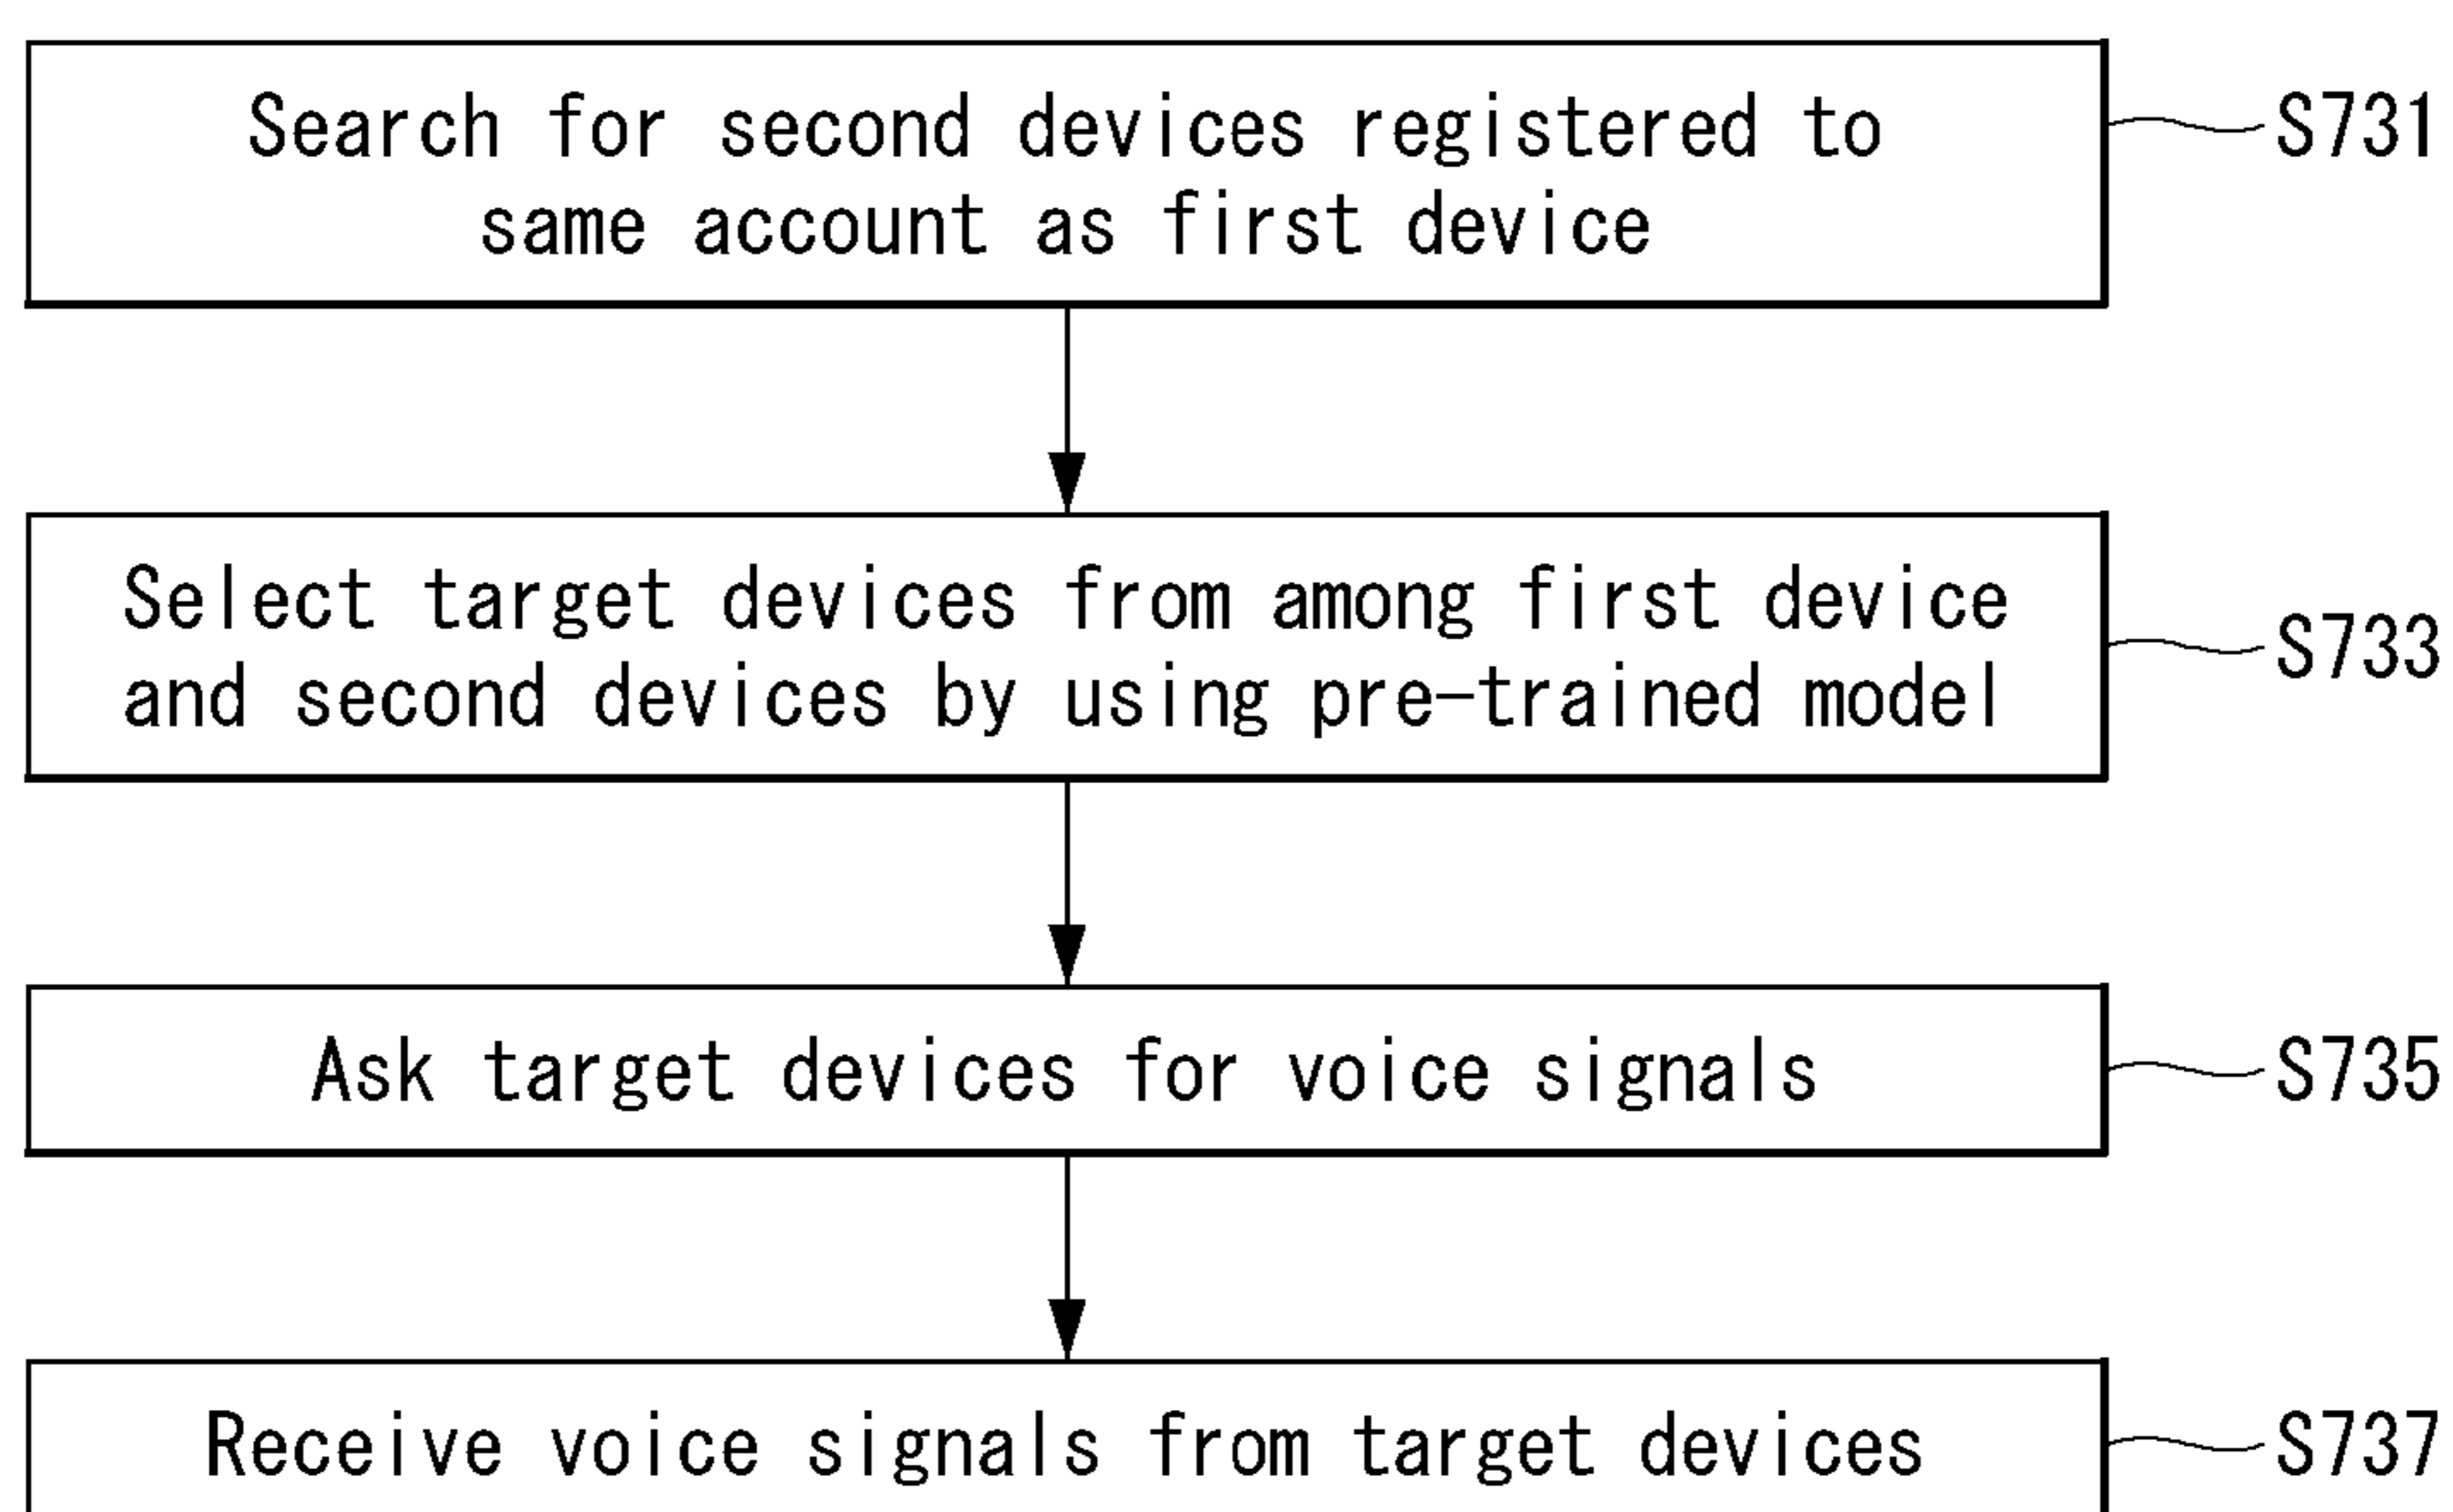 Search for second devices registered to
same account as first device
S731
Select target devices from among first device
and second devices by using pre-trained model
S733
Ask target devices for voice signals
S735
Receive voice signals from target devices
S737